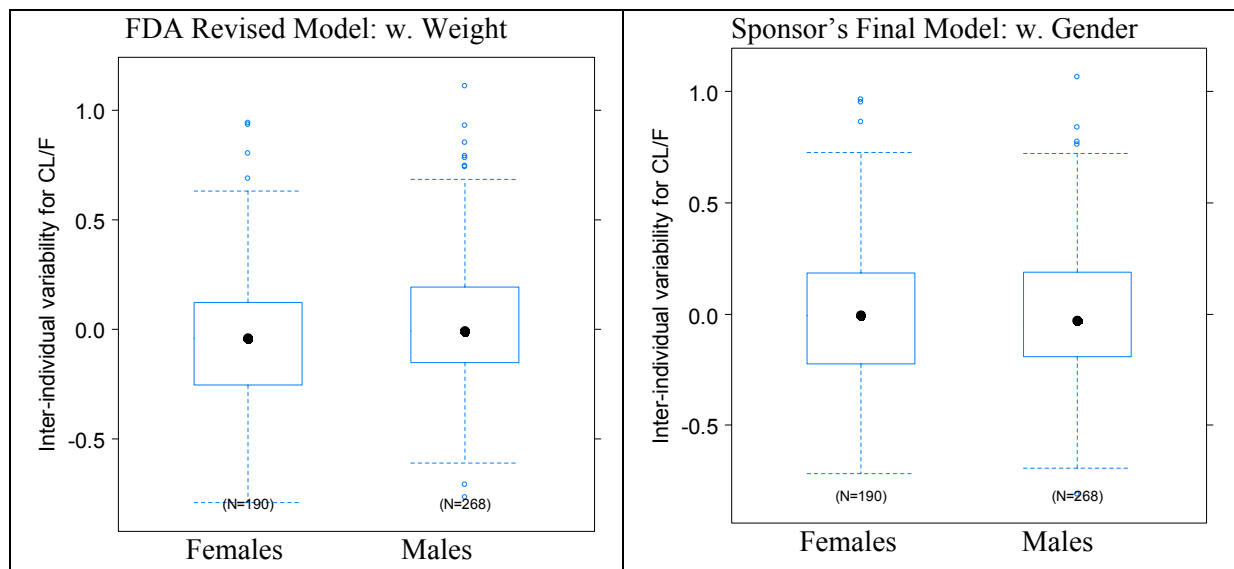 FDA Revised Model: w. Weight
Inter-individual variability for CL/F
1.0
0.5
0.0
-0.5
(N=190)
(N=268)
Females
Males
Sponsor’s Final Model: w. Gender
Inter-individual variability for CL/F
1.0
0.5
0.0
-0.5
(N=190)
(N=268)
Females
Males